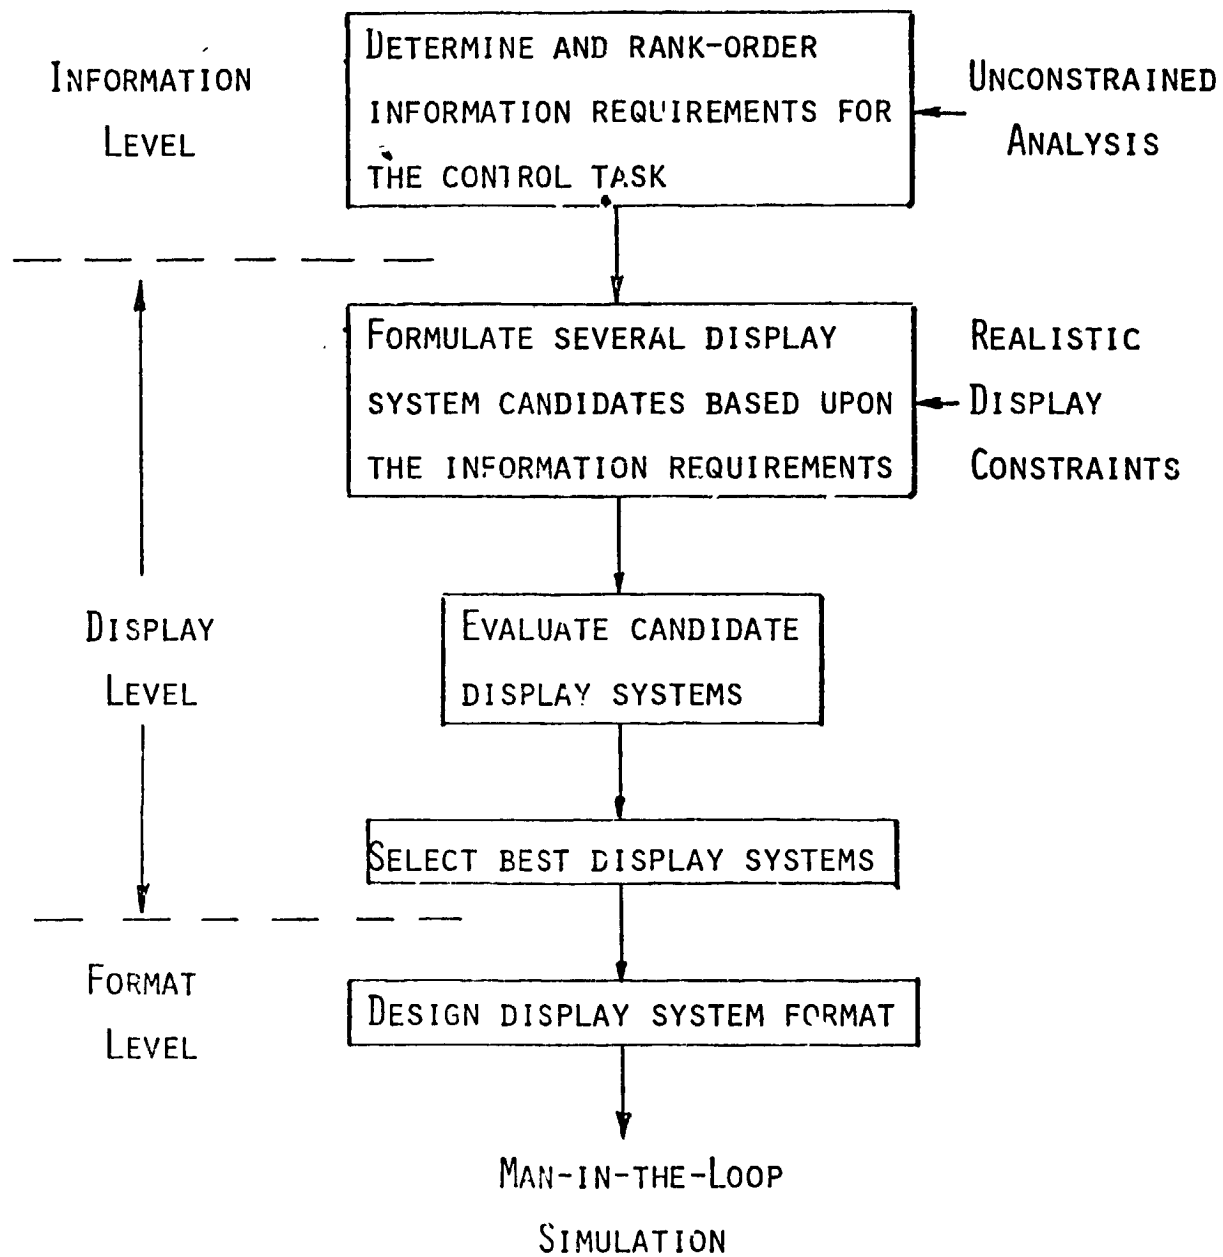 INFORMATION
LEVEL
DETERMINE AND RANK-ORDER
INFORMATION REQUIREMENTS FOR
THE CONTROL TASK
UNCONSTRAINED
ANALYSIS
FORMULATE SEVERAL DISPLAY
SYSTEM CANDIDATES BASED UPON
THE INFORMATION REQUIREMENTS
REALISTIC
DISPLAY
CONSTRAINTS
DISPLAY
LEVEL
EVALUATE CANDIDATE
DISPLAY SYSTEMS
SELECT BEST DISPLAY SYSTEMS
FORMAT
LEVEL
DESIGN DISPLAY SYSTEM FORMAT
MAN-IN-THE-LOOP
SIMULATION